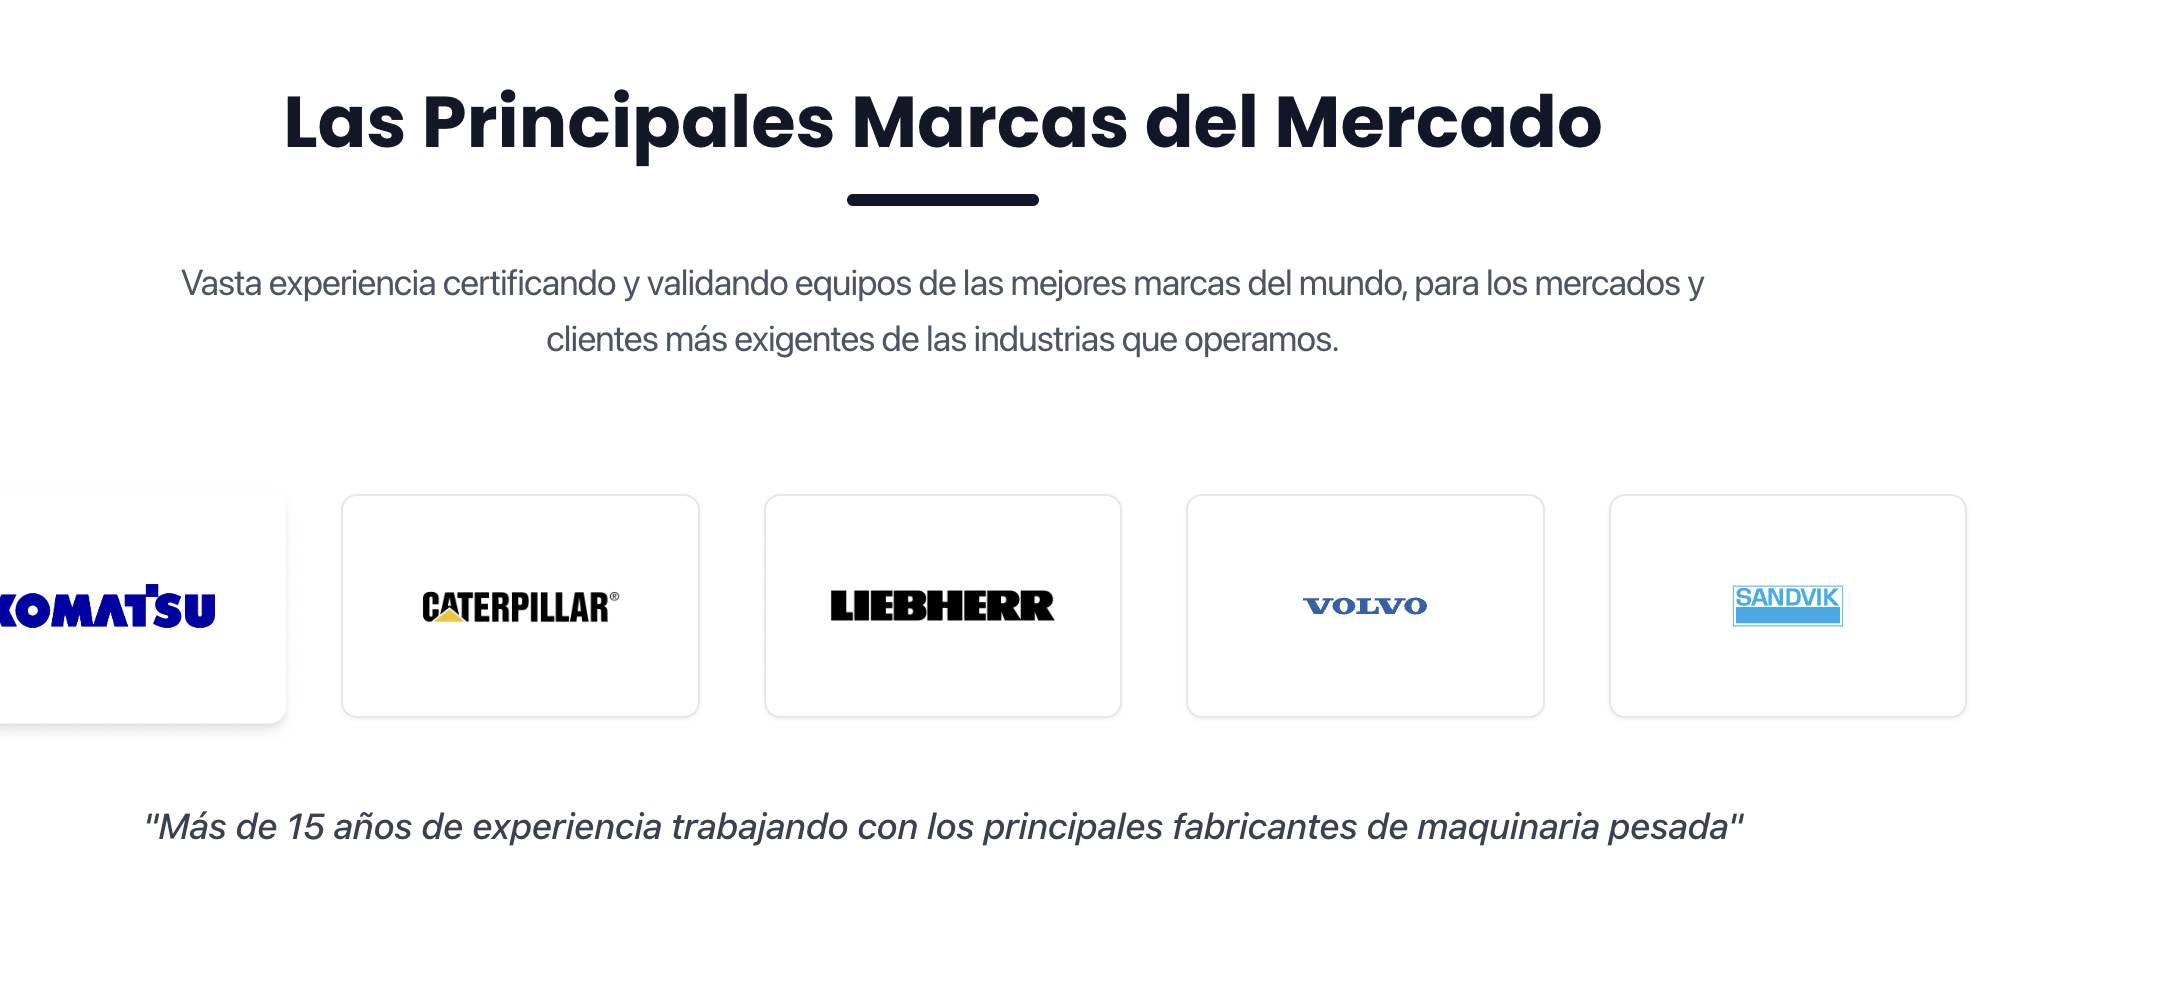 Las Principales Marcas del Mercado
Vasta experiencia certificando y validando equipos de las mejores marcas del mundo, para los mercados y
clientes más exigentes de las industrias que operamos.
KOMATSU
CATERPILLAR®
LIEBHERR
VOLVO
SANDVIK
"Más de 15 años de experiencia trabajando con los principales fabricantes de maquinaria pesada"